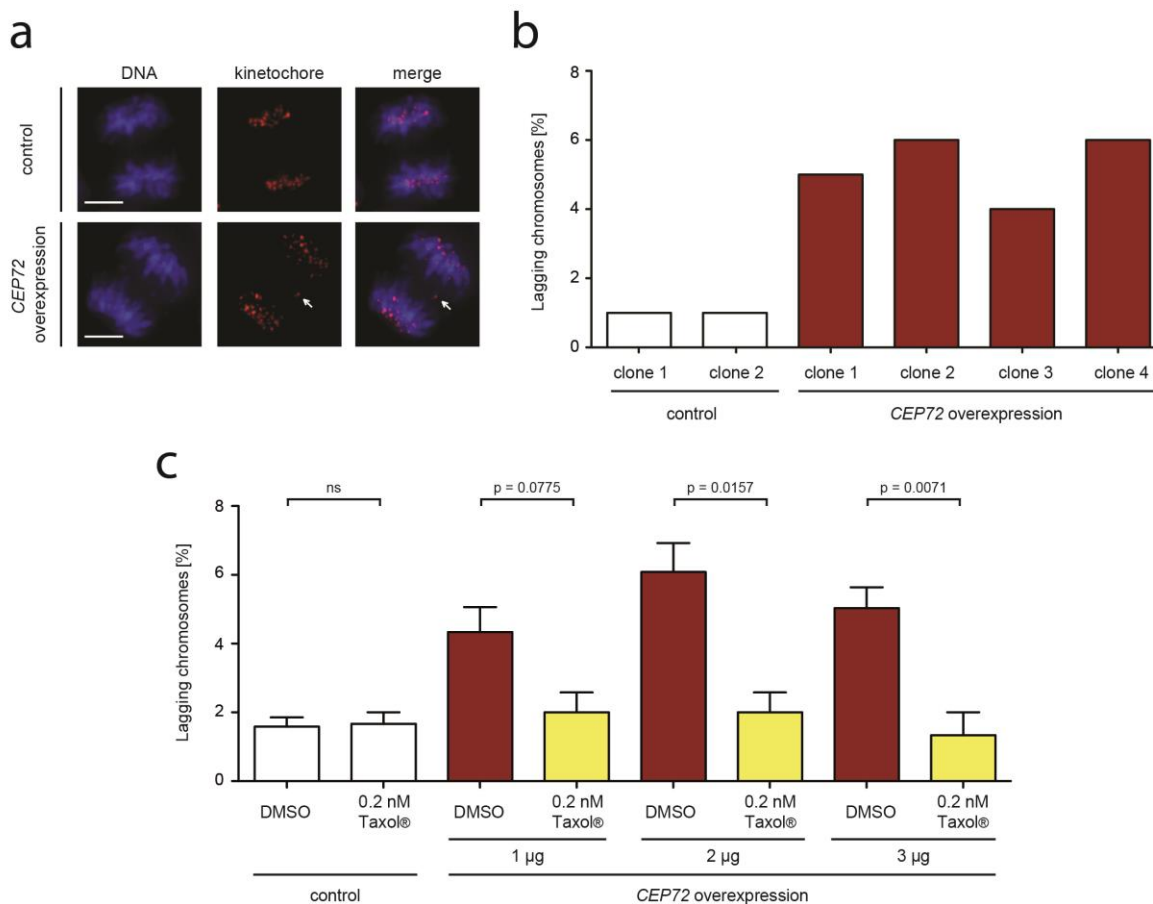 a
DNA
kinetochore
merge
control
CEP72
overexpression
b
Lagging chromosomes [%]
8
6
4
2
0
clone 1
clone 2
clone 1
clone 2
clone 3
clone 4
control
CEP72 overexpression
c
ns
p = 0.0775
p = 0.0157
p = 0.0071
Lagging chromosomes [%]
8
6
4
2
0
DMSO
0.2 nM
Taxol®
DMSO
0.2 nM
Taxol®
DMSO
0.2 nM
Taxol®
DMSO
0.2 nM
Taxol®
1 µg
2 µg
3 µg
control
CEP72 overexpression